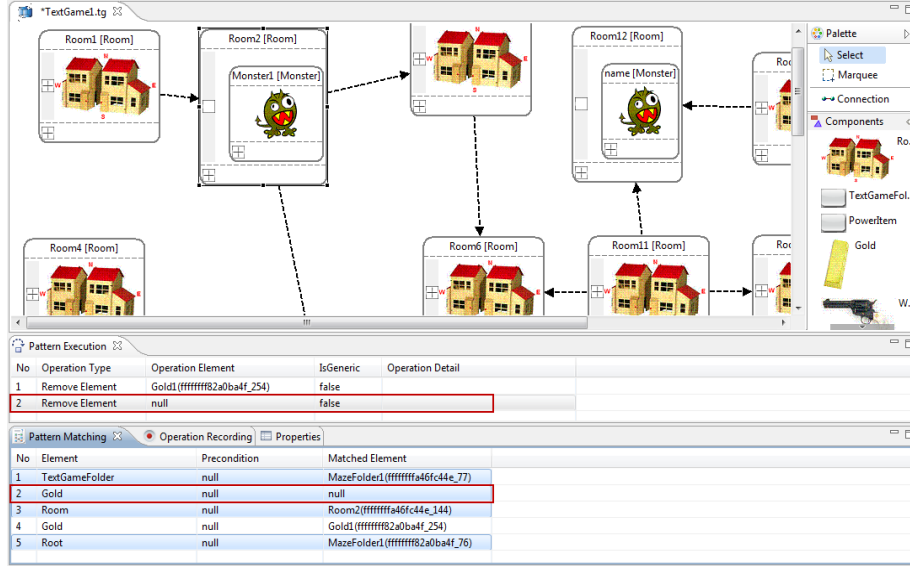 *TextGame1.tg
Room1 [Room]
Room2 [Room]
Room12 [Room]
Roo
Palette
Select
Marquee
Connection
Components
Ro...
TextGameFol...
PowerItem
Gold
W...
N
W
E
S
Monster1 [Monster]
name [Monster]
Room4 [Room]
Room6 [Room]
Room11 [Room]
Roo
Pattern Execution
No Operation Type Operation Element IsGeneric Operation Detail
1 Remove Element Gold1(ffffffff82a0ba4f_254) false
2 Remove Element null false
Pattern Matching Operation Recording Properties
No Element Precondition Matched Element
1 TextGameFolder null MazeFolder1(ffffffffa46fc44e_77)
2 Gold null null
3 Room null Room2(ffffffffa46fc44e_144)
4 Gold null Gold1(ffffffff82a0ba4f_254)
5 Root null MazeFolder1(ffffffff82a0ba4f_76)